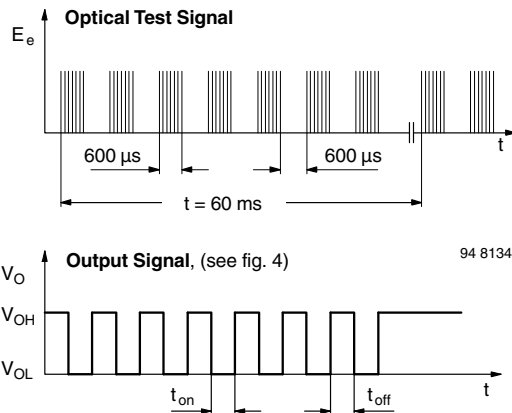 Optical Test Signal
E_e
600 µs
600 µs
t
t = 60 ms
94 8134
Output Signal, (see fig. 4)
V_O
V_OH
V_OL
t
t_on
t_off